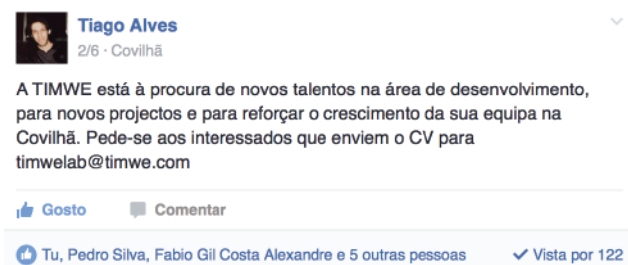 Tiago Alves
2/6 · Covilhã
A TIMWE está à procura de novos talentos na área de desenvolvimento,
para novos projectos e para reforçar o crescimento da sua equipa na
Covilhã. Pede-se aos interessados que enviem o CV para
timwelab@timwe.com
Gosto Comentar
Tu, Pedro Silva, Fabio Gil Costa Alexandre e 5 outras pessoas Vista por 122